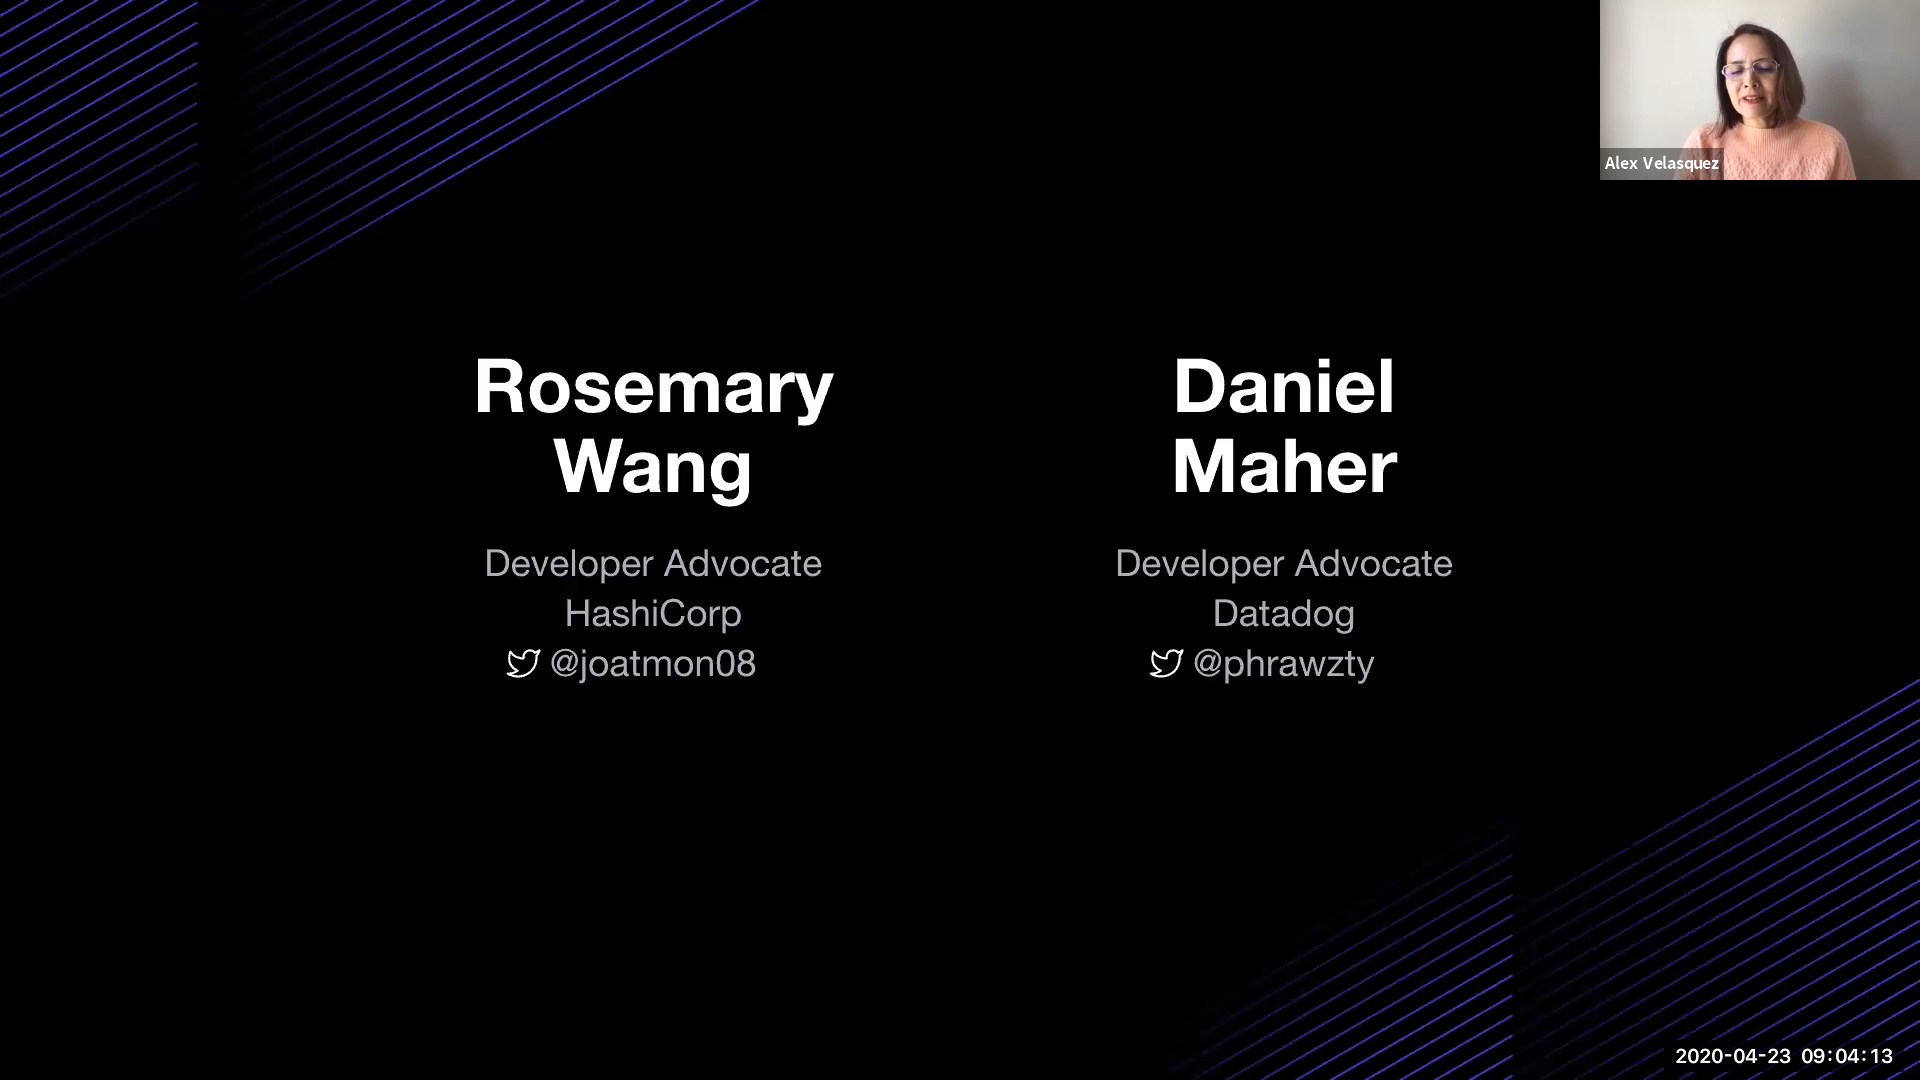 Alex Velasquez
Rosemary
Wang
Developer Advocate
HashiCorp
@joatmon08
Daniel
Maher
Developer Advocate
Datadog
@phrawzty
2020-04-23 09:04:13